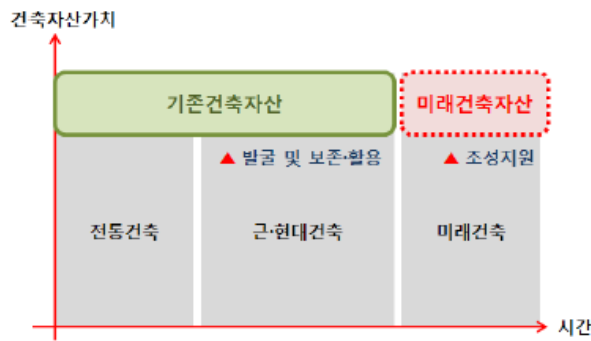 건축자산가치
기존건축자산
미래건축자산
▲ 발굴 및 보존·활용
▲ 조성지원
전통건축
근·현대건축
미래건축
시간